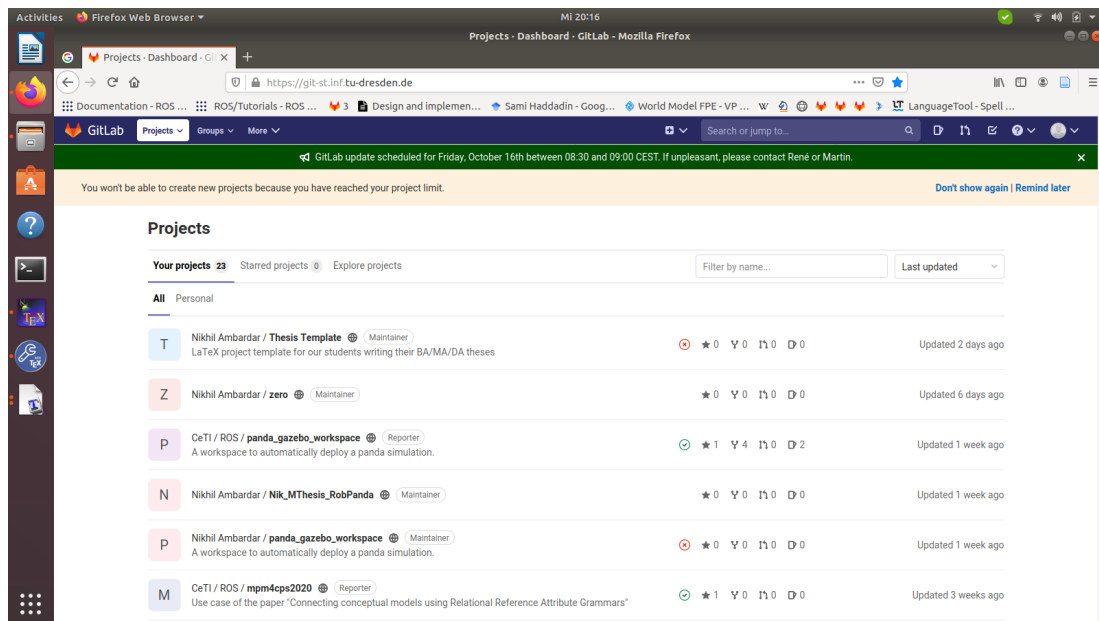 Activities Firefox Web Browser Mi 20:16
Projects · Dashboard · GitLab - Mozilla Firefox
Projects · Dashboard · Gi
https://git-st.inf.tu-dresden.de
Documentation - ROS ... ROS/Tutorials - ROS ... 3 Design and implemen... Sami Haddadin - Goog... World Model FPE - VP ... W LT LanguageTool - Spell ...
GitLab Projects Groups More Search or jump to...
GitLab update scheduled for Friday, October 16th between 08:30 and 09:00 CEST. If unpleasant, please contact René or Martin.
You won't be able to create new projects because you have reached your project limit. Don't show again | Remind later
Projects
Your projects 23 Starred projects 0 Explore projects Filter by name... Last updated
All Personal
T Nikhil Ambardar / Thesis Template Maintainer
LaTeX project template for our students writing their BA/MA/DA theses
0 0 0 0 Updated 2 days ago
Z Nikhil Ambardar / zero Maintainer 0 0 0 0 Updated 6 days ago
P CeTI / ROS / panda_gazebo_workspace Reporter
A workspace to automatically deploy a panda simulation.
1 4 0 2 Updated 1 week ago
N Nikhil Ambardar / Nik_MThesis_RobPanda Maintainer 0 0 0 0 Updated 1 week ago
P Nikhil Ambardar / panda_gazebo_workspace Maintainer
A workspace to automatically deploy a panda simulation.
0 0 0 0 Updated 1 week ago
M CeTI / ROS / mpm4cps2020 Reporter
Use case of the paper "Connecting conceptual models using Relational Reference Attribute Grammars"
1 0 0 0 Updated 3 weeks ago